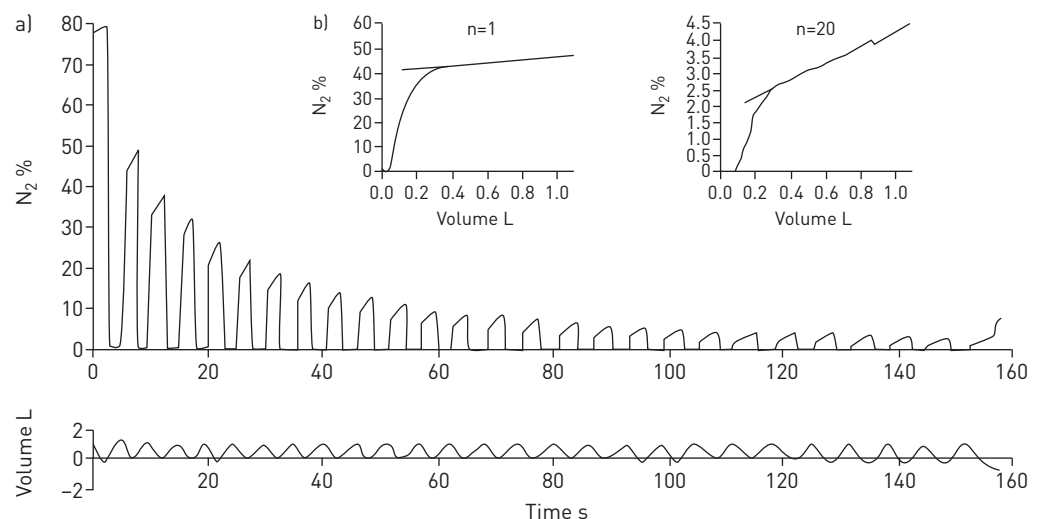 a)
N2 %
80
70
60
50
40
30
20
10
0
0 20 40 60 80 100 120 140 160
b)
n=1
N2 %
60
50
40
30
20
10
0
0.0 0.2 0.4 0.6 0.8 1.0
Volume L
n=20
N2 %
4.5
4.0
3.5
3.0
2.5
2.0
1.5
1.0
0.5
0
0.0 0.2 0.4 0.6 0.8 1.0
Volume L
Volume L
2
0
−2
20 40 60 80 100 120 140 160
Time s